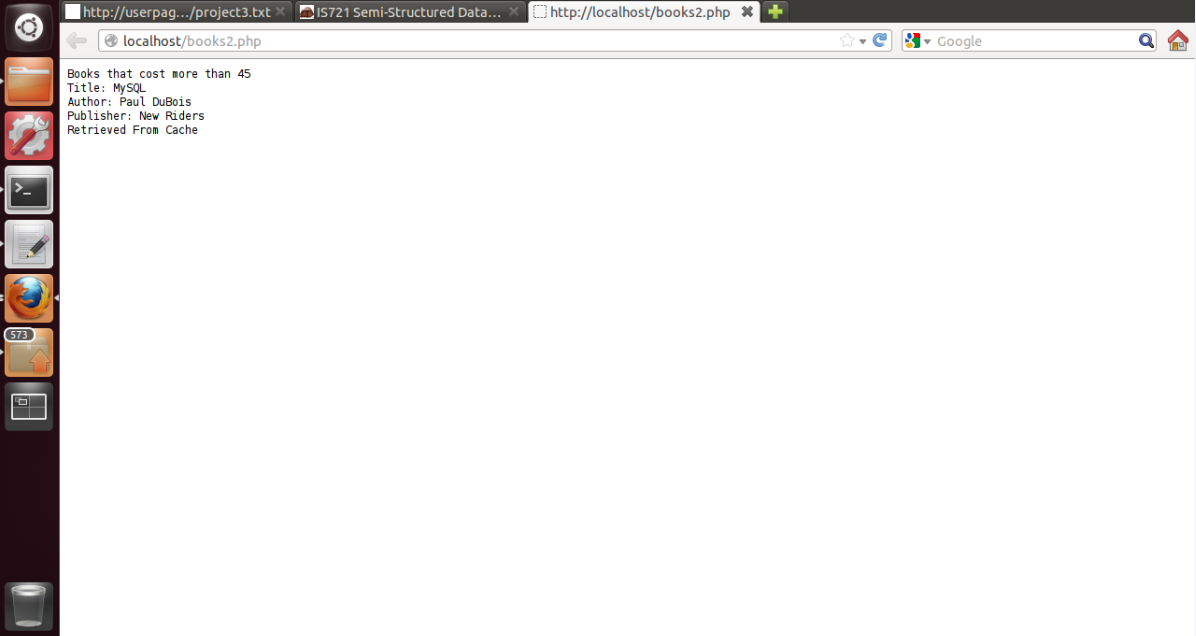 http://userpag.../project3.txt
IS721 Semi-Structured Data...
http://localhost/books2.php
localhost/books2.php
Google
Books that cost more than 45
Title: MySQL
Author: Paul DuBois
Publisher: New Riders
Retrieved From Cache
>_
573